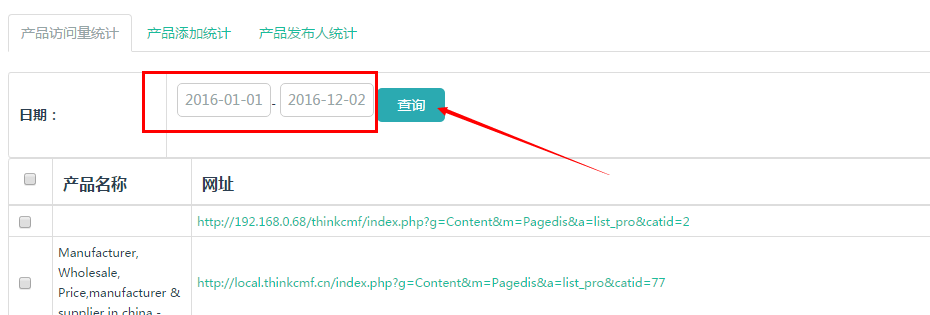 产品访问量统计 产品添加统计 产品发布人统计
日期： 2016-01-01 - 2016-12-02 查询
产品名称 网址
http://192.168.0.68/thinkcmf/index.php?g=Content&m=Pagedis&a=list_pro&catid=2
Manufacturer,
Wholesale,
Price,manufacturer &
supplier in china -
http://local.thinkcmf.cn/index.php?g=Content&m=Pagedis&a=list_pro&catid=77